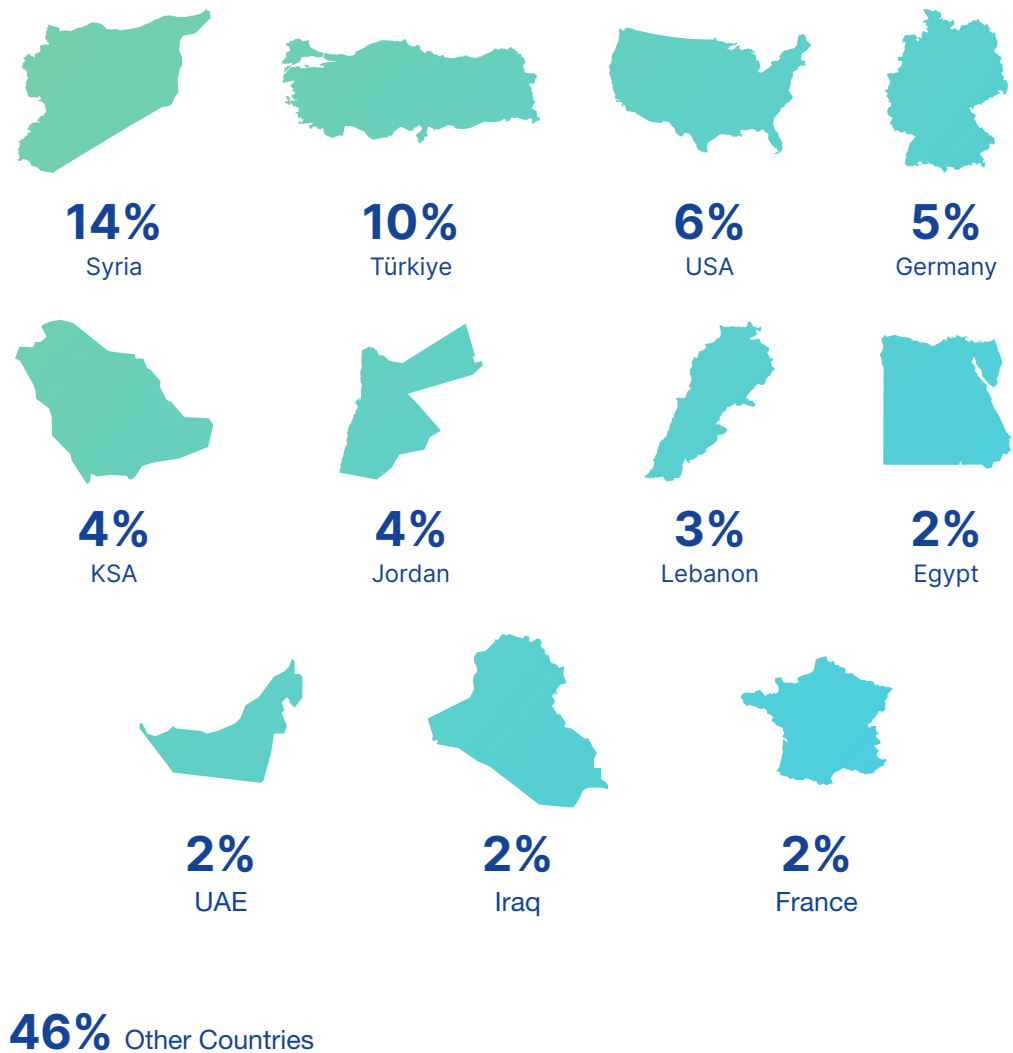 14% 10% 6% 5%
Syria Türkiye USA Germany
4% 4% 3% 2%
KSA Jordan Lebanon Egypt
2% 2% 2%
UAE Iraq France
46% Other Countries